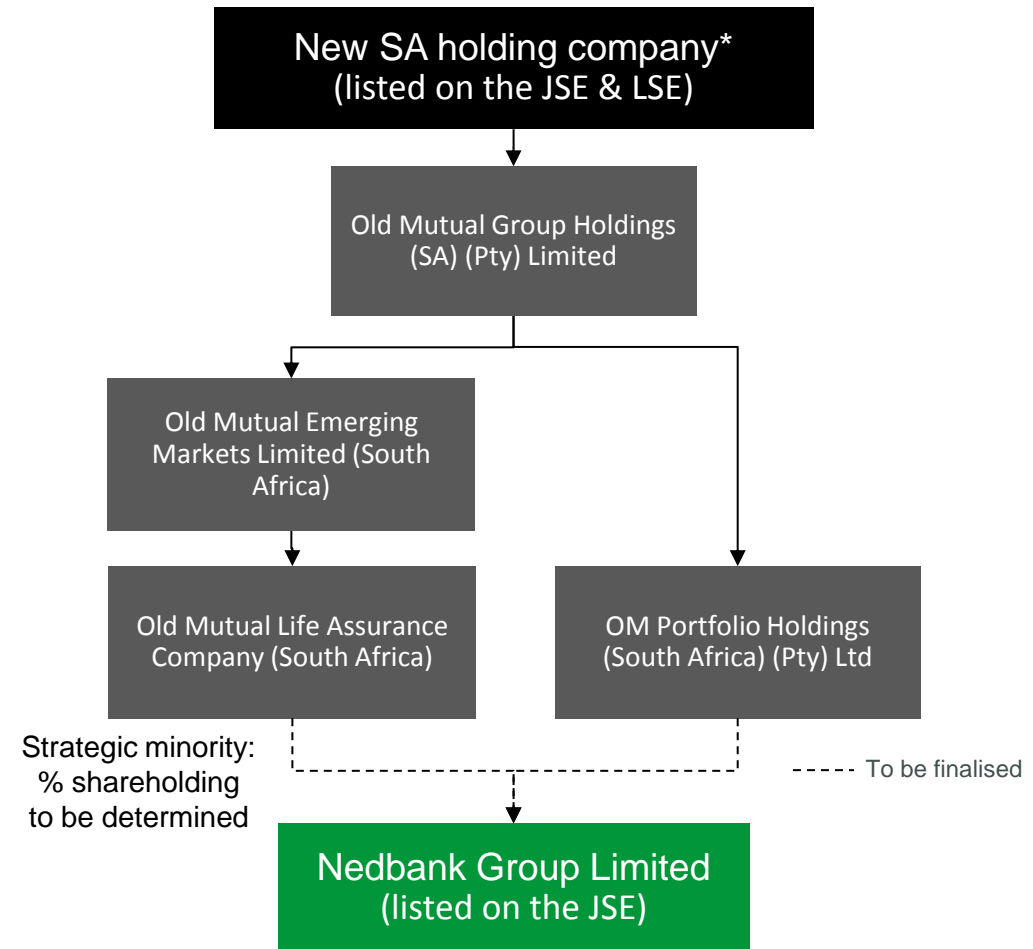 New SA holding company*
(listed on the JSE & LSE)
Old Mutual Group Holdings
(SA) (Pty) Limited
Old Mutual Emerging
Markets Limited (South
Africa)
Old Mutual Life Assurance
Company (South Africa)
OM Portfolio Holdings
(South Africa) (Pty) Ltd
Strategic minority:
% shareholding
to be determined
To be finalised
Nedbank Group Limited
(listed on the JSE)